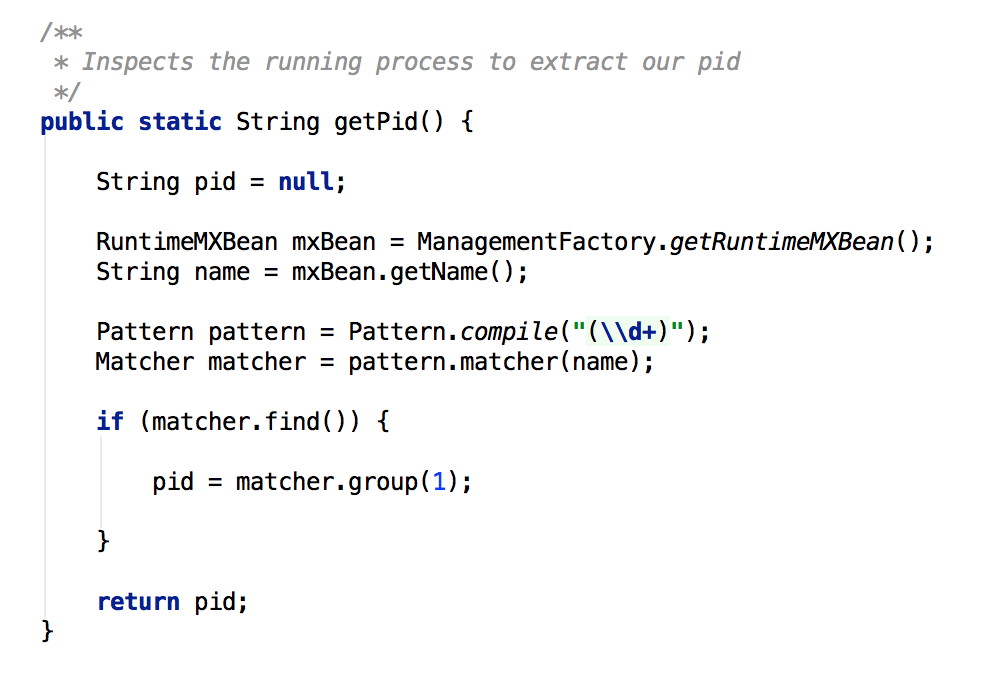 /**
 * Inspects the running process to extract our pid
 */
public static String getPid() {
    String pid = null;
    RuntimeMXBean mxBean = ManagementFactory.getRuntimeMXBean();
    String name = mxBean.getName();
    Pattern pattern = Pattern.compile("(\\d+)");
    Matcher matcher = pattern.matcher(name);
    if (matcher.find()) {
        pid = matcher.group(1);
    }
    return pid;
}